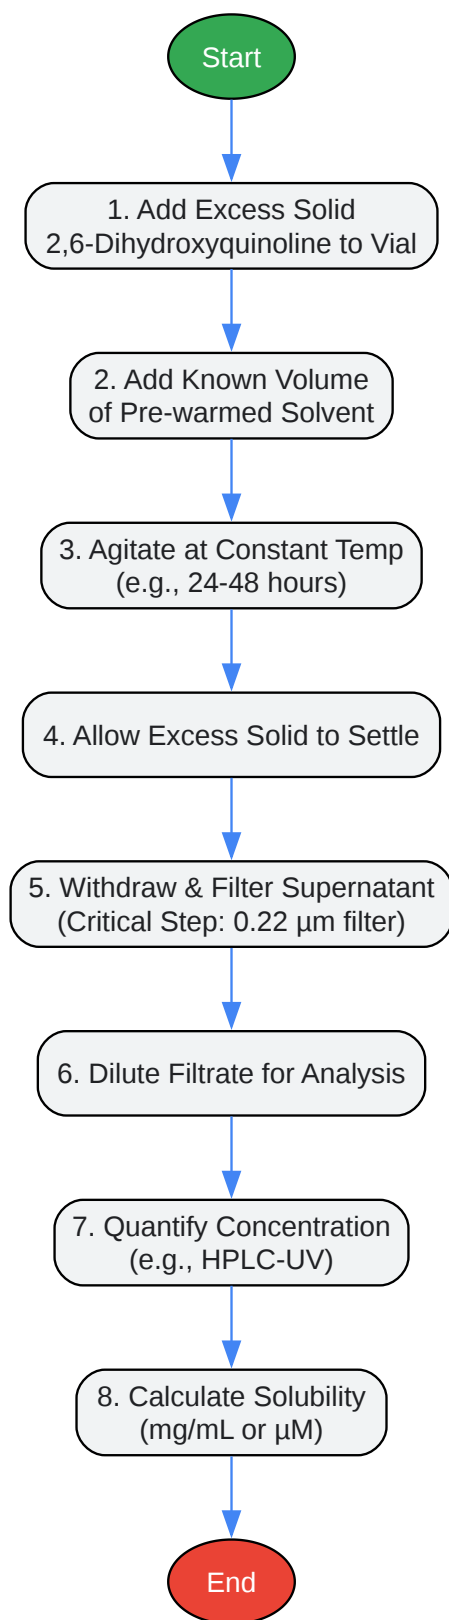 Start
1. Add Excess Solid
2,6-Dihydroxyquinoline to Vial
2. Add Known Volume
of Pre-warmed Solvent
3. Agitate at Constant Temp
(e.g., 24-48 hours)
4. Allow Excess Solid to Settle
5. Withdraw & Filter Supernatant
(Critical Step: 0.22 µm filter)
6. Dilute Filtrate for Analysis
7. Quantify Concentration
(e.g., HPLC-UV)
8. Calculate Solubility
(mg/mL or µM)
End